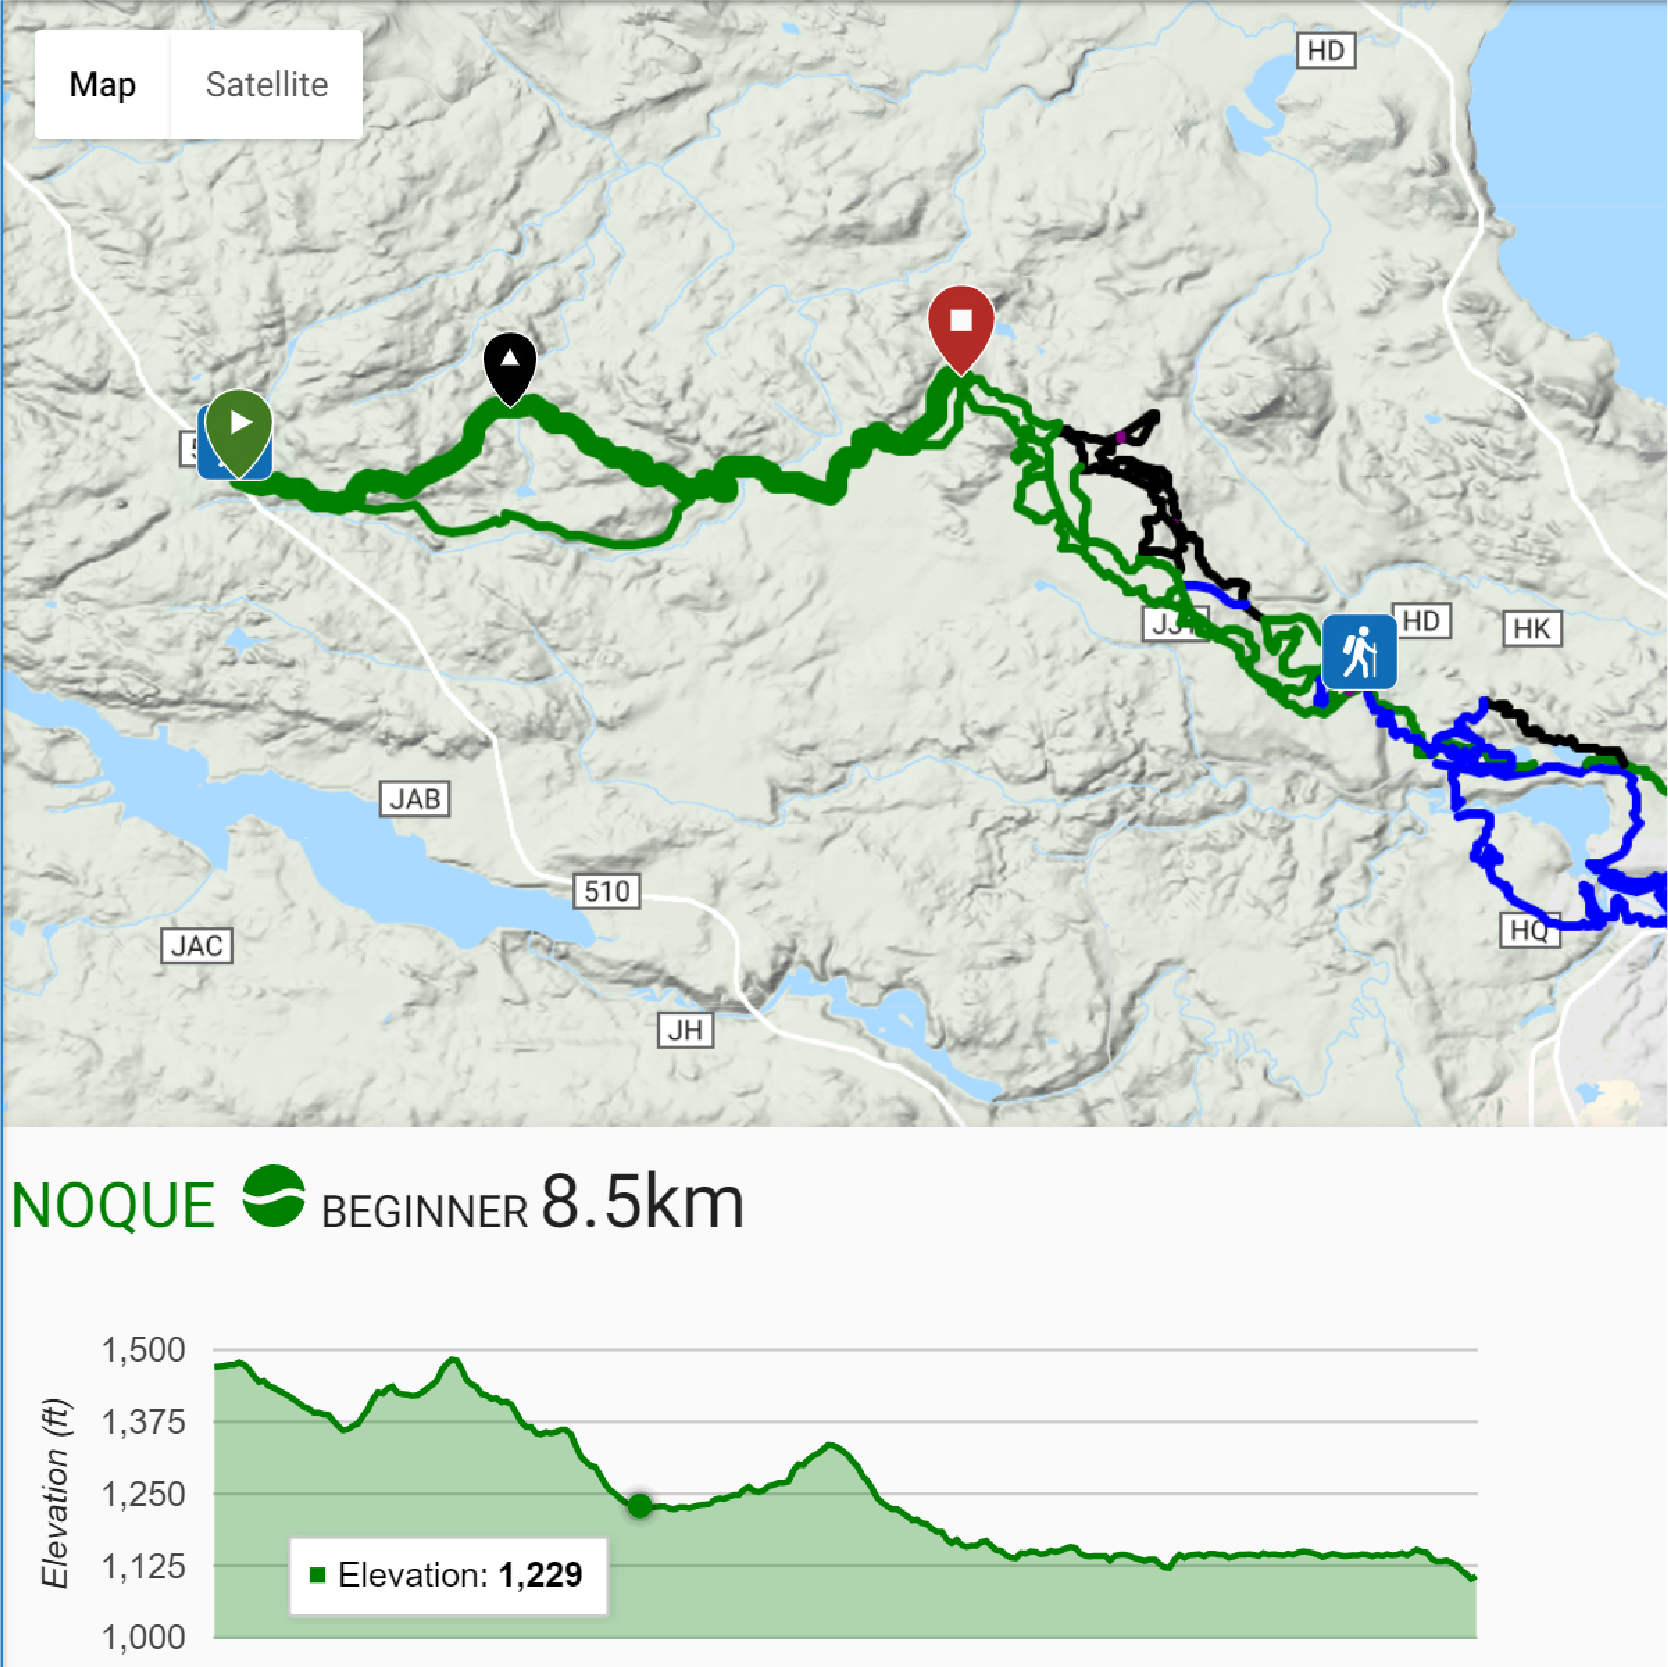 Map Satellite
HD
HD
HK
JAB
510
HQ
JAC
JH
NOQUE BEGINNER 8.5km
1,500
1,375
1,250
1,125
1,000
Elevation (ft)
Elevation: 1,229